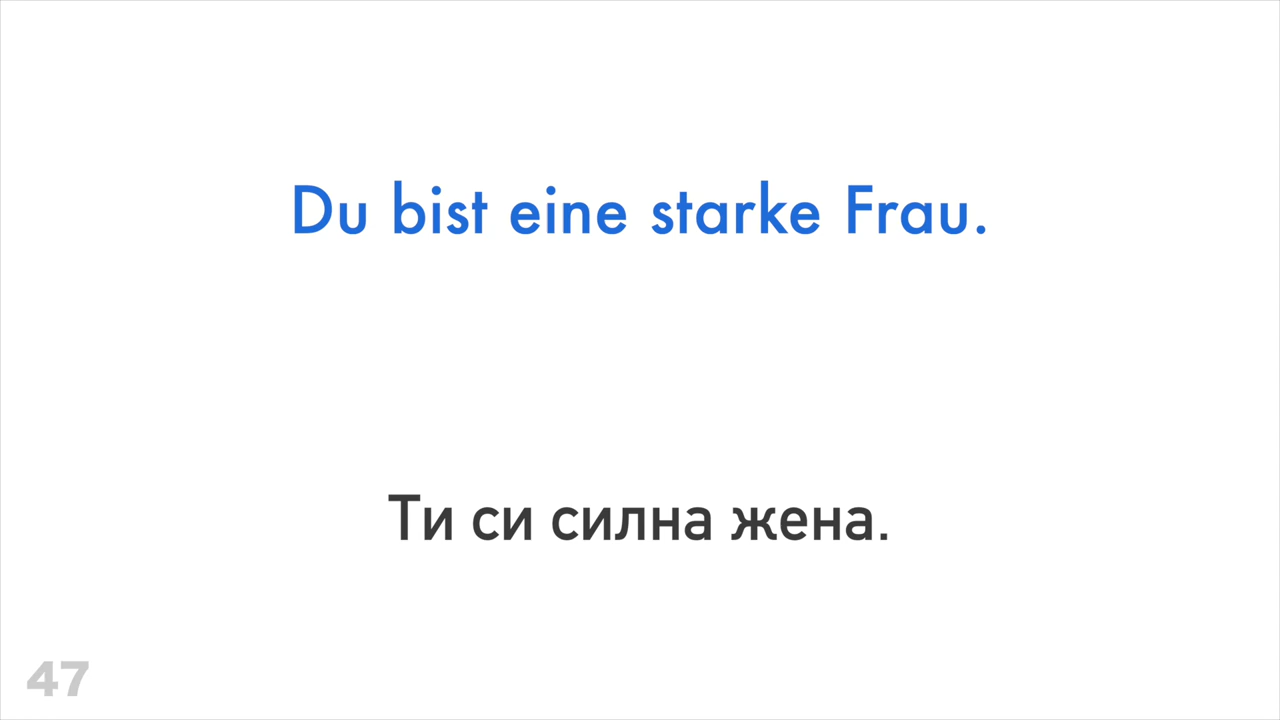 Du bist eine starke Frau.
Ти си силна жена.
47